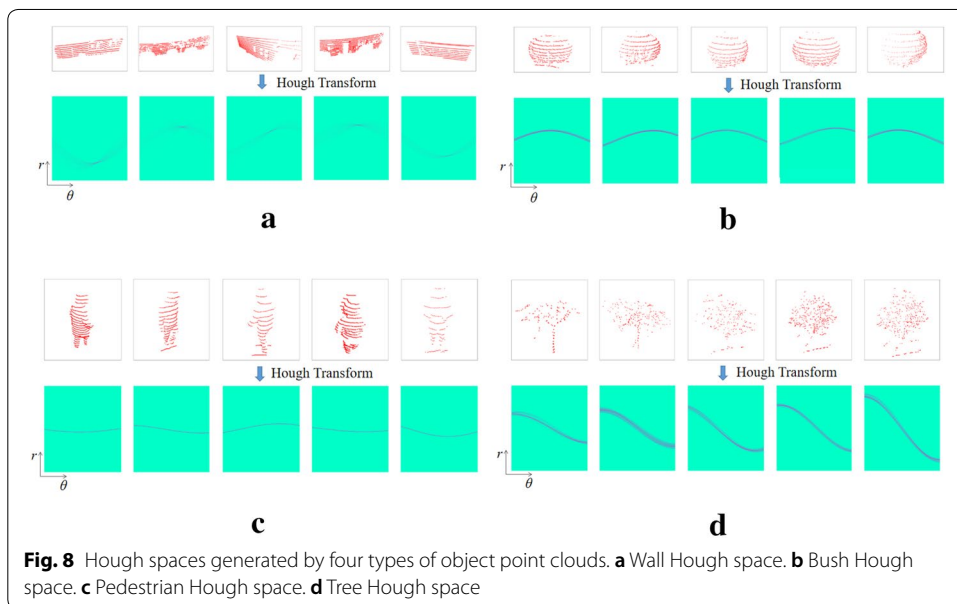 Hough Transform
r
θ
a
Hough Transform
r
θ
b
Hough Transform
r
θ
c
Hough Transform
r
θ
d
Fig. 8 Hough spaces generated by four types of object point clouds. a Wall Hough space. b Bush Hough
space. c Pedestrian Hough space. d Tree Hough space